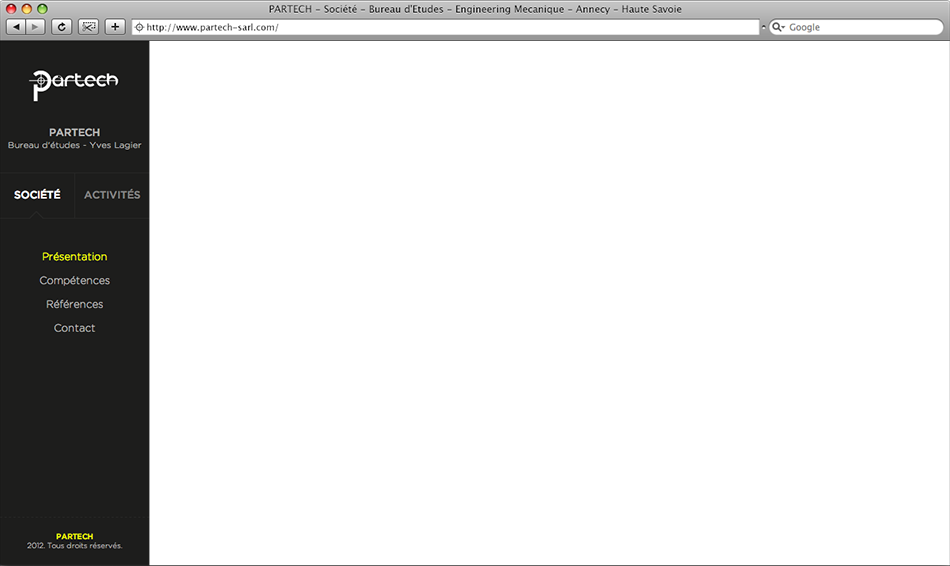 PARTECH - Société - Bureau d'Etudes - Engineering Mecanique - Annecy - Haute Savoie
http://www.partech-sarl.com/
Google
Partech
PARTECH
Bureau d'études - Yves Lagier
SOCIÉTÉ ACTIVITÉS
Présentation
Compétences
Références
Contact
PARTECH
2012. Tous droits réservés.